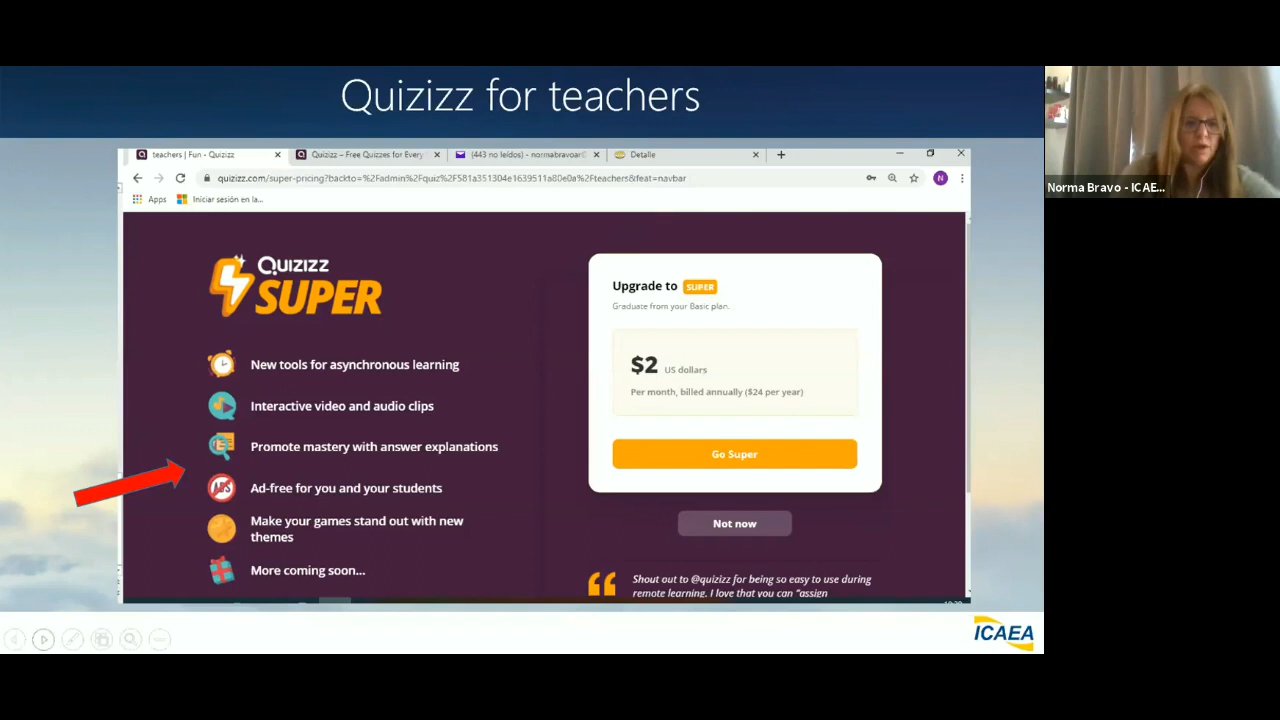 Quizizz for teachers
teachers | Fun - Quizizz
Quizizz – Free Quizzes for Every
(443 no leídos) - normabravoar
Detalle
quizizz.com/super-pricing?backto=%2Fadmin%2Fquiz%2F581a351304e1639511a80e0a%2Fteachers&feat=navbar
N
Apps
Iniciar sesión en la...
Quizizz
SUPER
New tools for asynchronous learning
Interactive video and audio clips
Promote mastery with answer explanations
ADS
Ad-free for you and your students
Make your games stand out with new
themes
More coming soon...
Upgrade to SUPER
Graduate from your Basic plan.
$2 US dollars
Per month, billed annually ($24 per year)
Go Super
Not now
Shout out to @quizizz for being so easy to use during
remote learning. I love that you can "assign
ICAEA
Norma Bravo - ICAE...